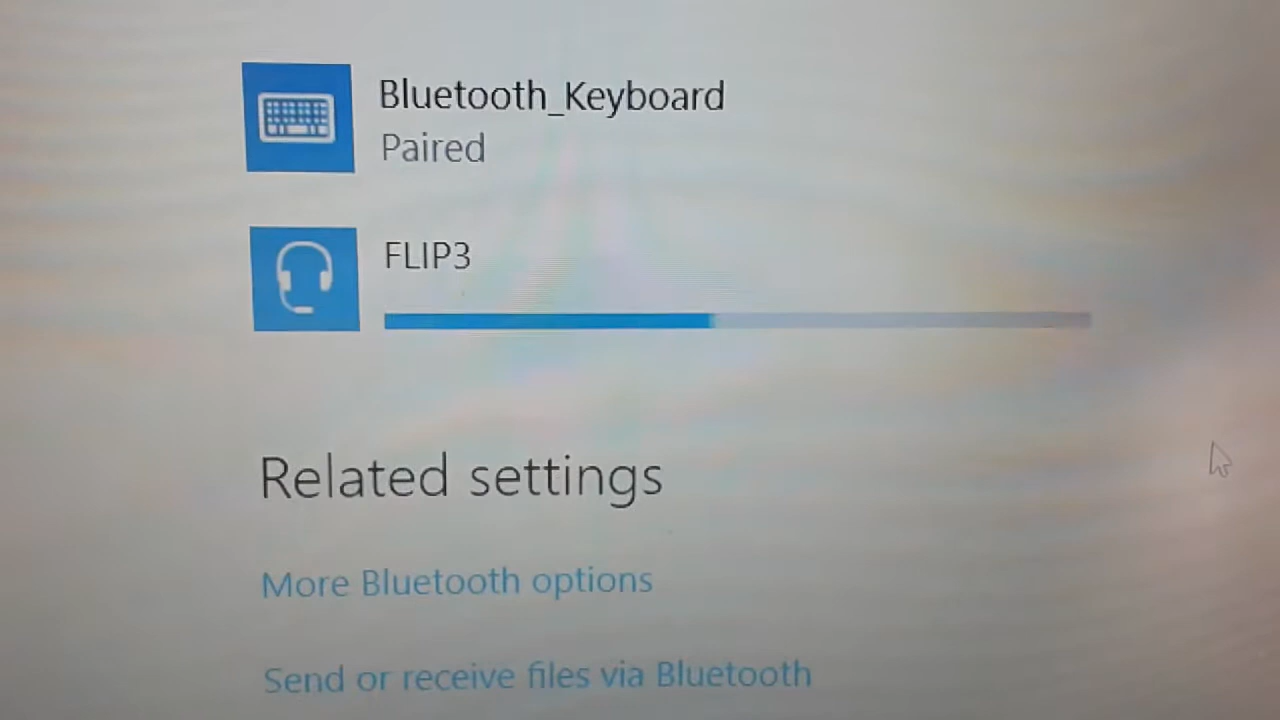 Bluetooth_Keyboard
Paired
FLIP3
Related settings
More Bluetooth options
Send or receive files via Bluetooth